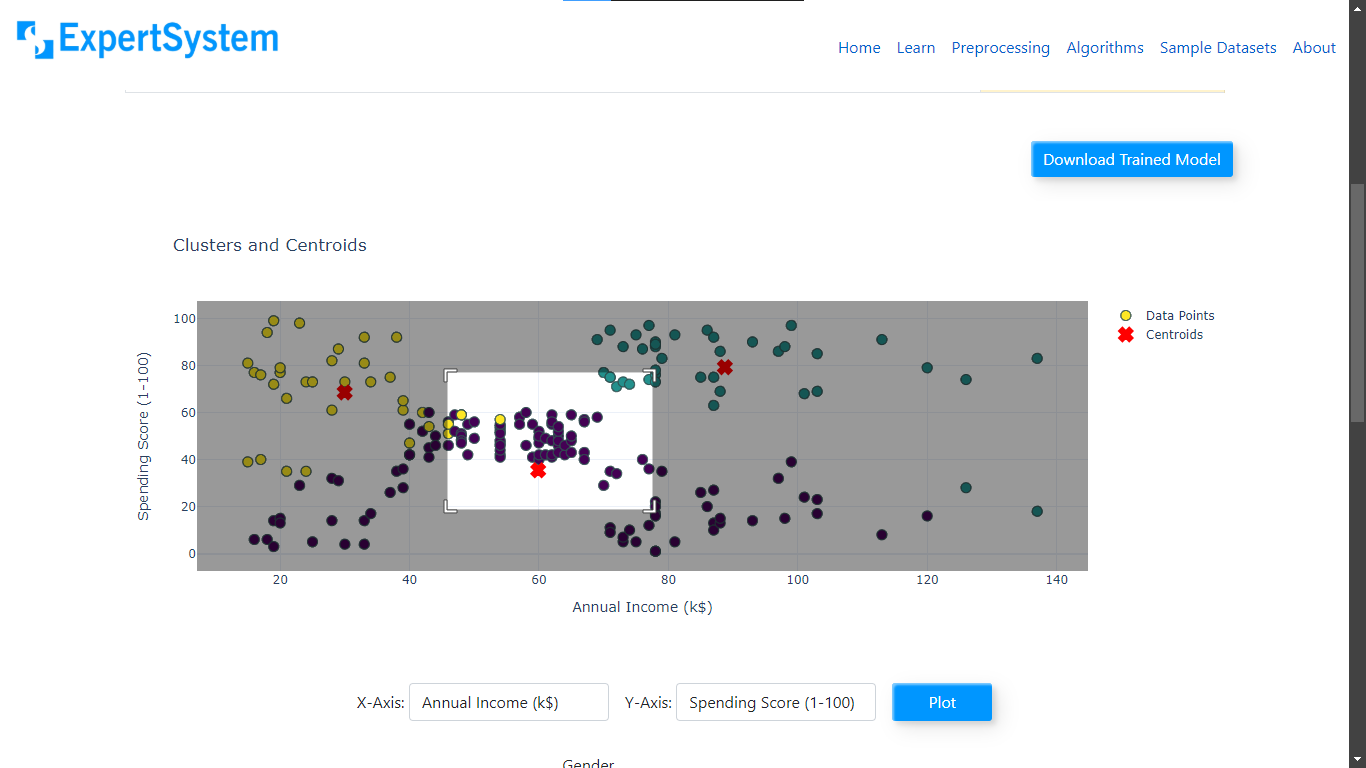 ExpertSystem
Home Learn Preprocessing Algorithms Sample Datasets About
Download Trained Model
Clusters and Centroids
Data Points
Centroids
100
80
60
40
20
0
Spending Score (1-100)
20 40 60 80 100 120 140
Annual Income (k$)
X-Axis: Annual Income (k$) Y-Axis: Spending Score (1-100) Plot
Gender